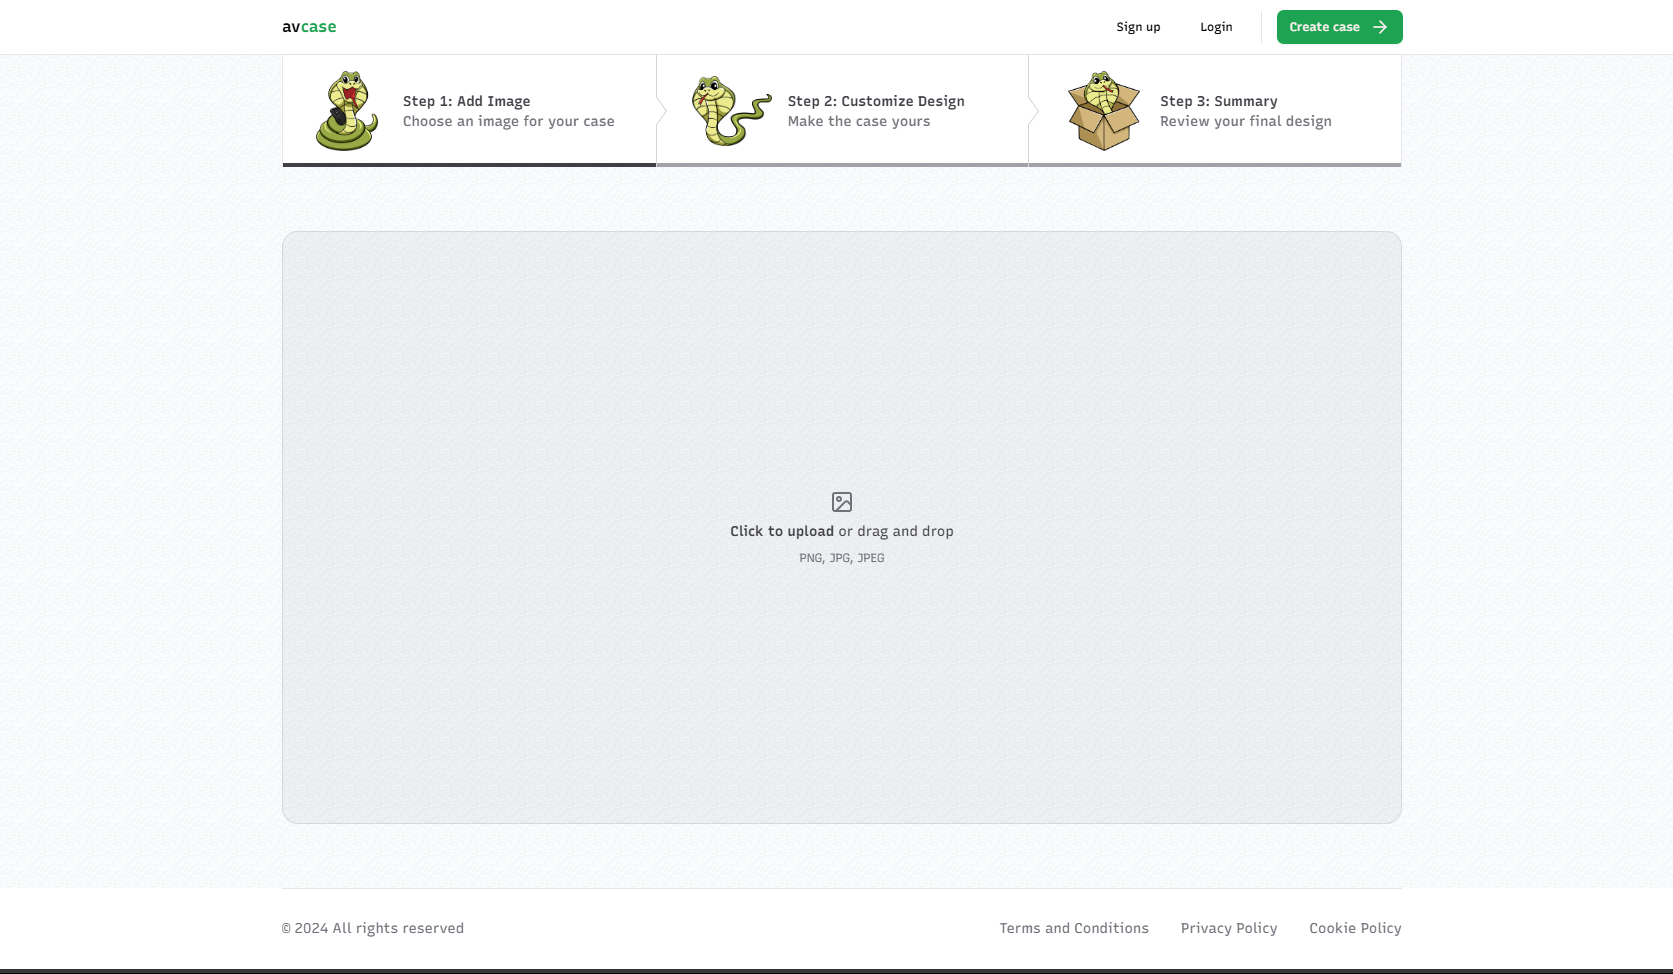 avcase
Sign up
Login
Create case
Step 1: Add Image
Choose an image for your case
Step 2: Customize Design
Make the case yours
Step 3: Summary
Review your final design
Click to upload or drag and drop
PNG, JPG, JPEG
© 2024 All rights reserved
Terms and Conditions
Privacy Policy
Cookie Policy